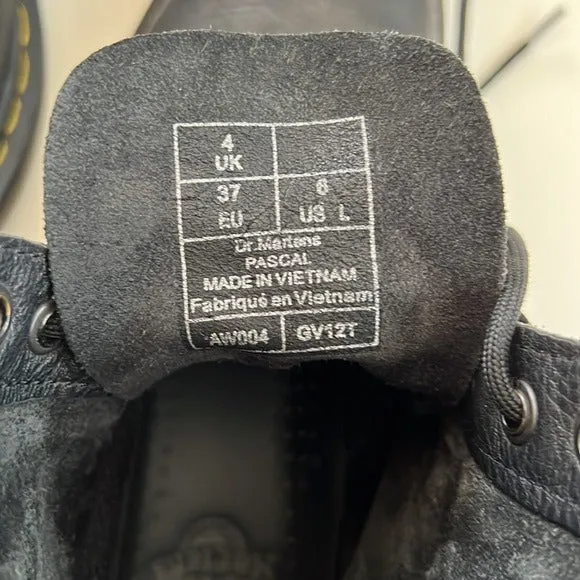 4
UK
37 6
EU US L
Dr.Martens
PASCAL
MADE IN VIETNAM
Fabriqué en Vietnam
AW004 GV12T